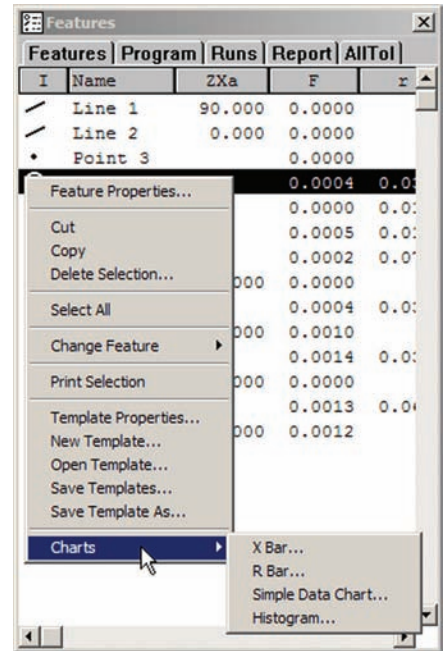 Features
Features Program Runs Report AllTol
I Name ZXa F r
Line 1 90.000 0.0000
Line 2 0.000 0.0000
Point 3 0.0000
0.0004
0.0000
0.0005
0.0002
0.0000
0.0004
0.0010
0.0014
0.0000
0.0013
0.0012
Feature Properties...
Cut
Copy
Delete Selection...
Select All
Change Feature
Print Selection
Template Properties...
New Template...
Open Template...
Save Templates...
Save Template As...
Charts
X Bar...
R Bar...
Simple Data Chart...
Histogram...